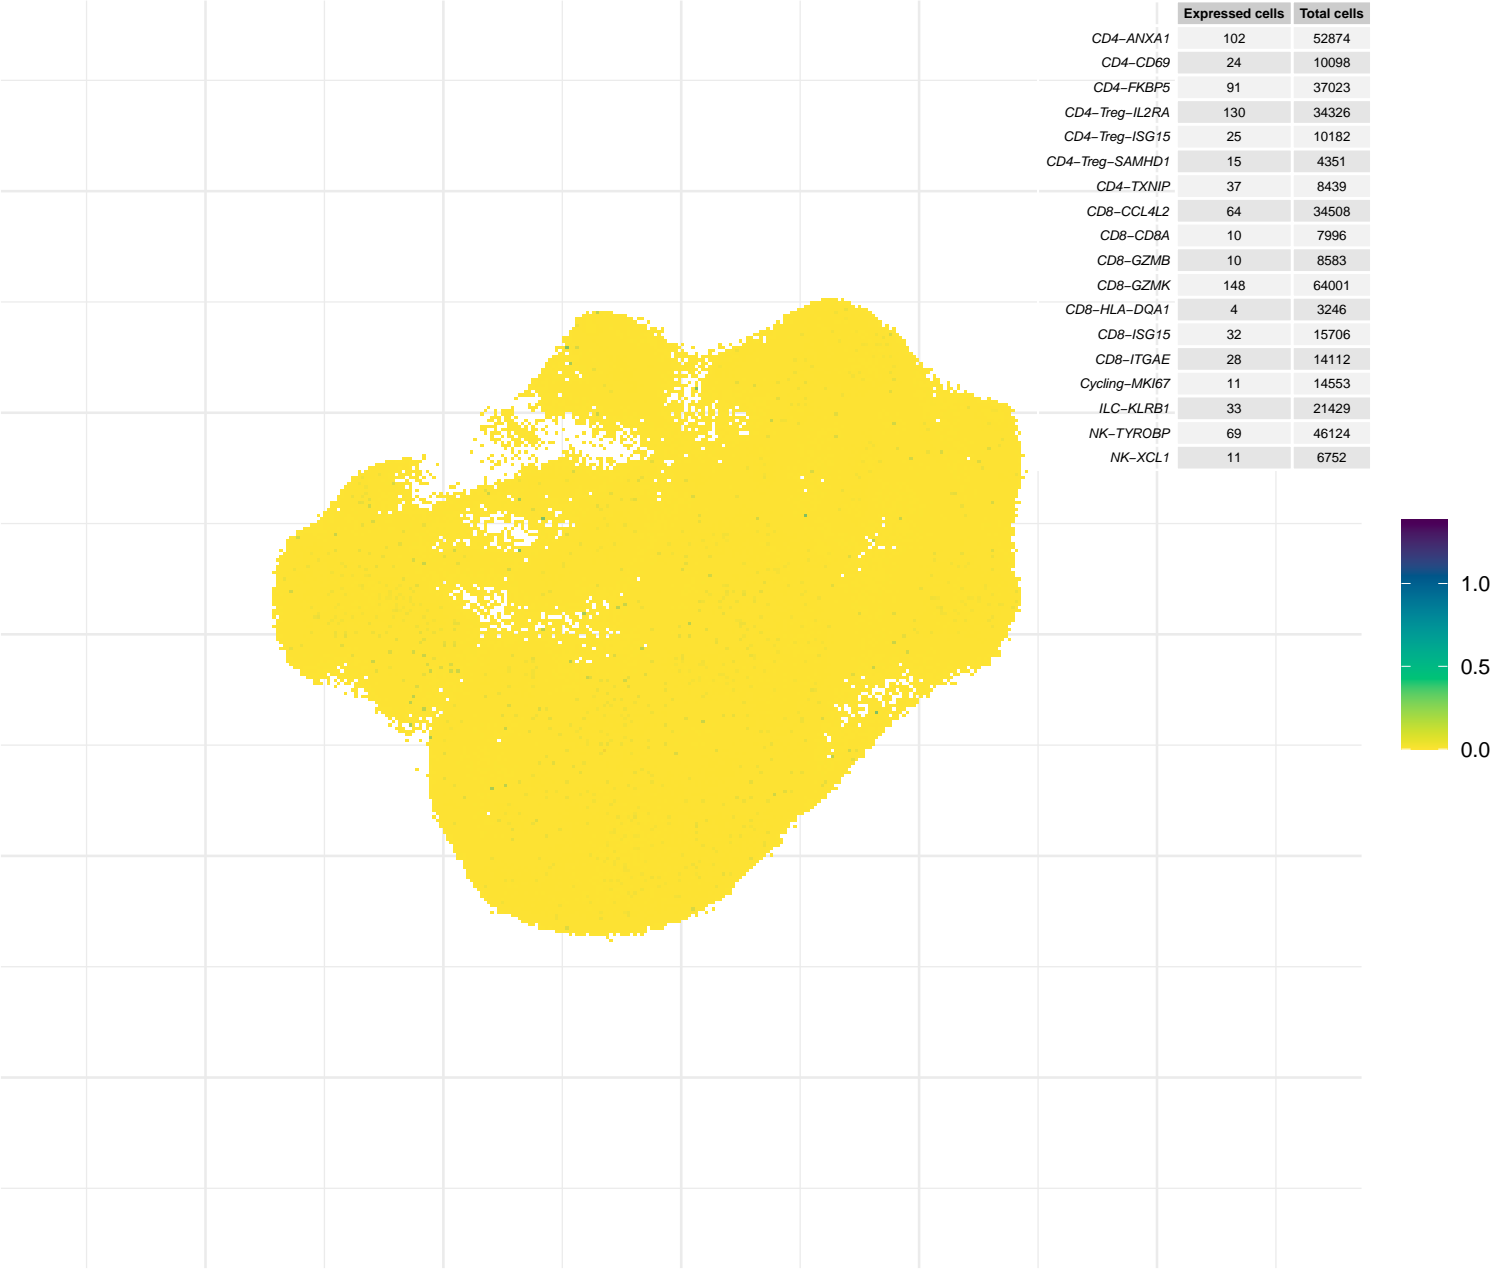 Expressed cells Total cells
CD4−ANXA1 102 52874
CD4−CD69 24 10098
CD4−FKBP5 91 37023
CD4−Treg−IL2RA 130 34326
CD4−Treg−ISG15 25 10182
CD4−Treg−SAMHD1 15 4351
CD4−TXNIP 37 8439
CD8−CCL4L2 64 34508
CD8−CD8A 10 7996
CD8−GZMB 10 8583
CD8−GZMK 148 64001
CD8−HLA−DQA1 4 3246
CD8−ISG15 32 15706
CD8−ITGAE 28 14112
Cycling−MKI67 11 14553
ILC−KLRB1 33 21429
NK−TYROBP 69 46124
NK−XCL1 11 6752
1.0
0.5
0.0